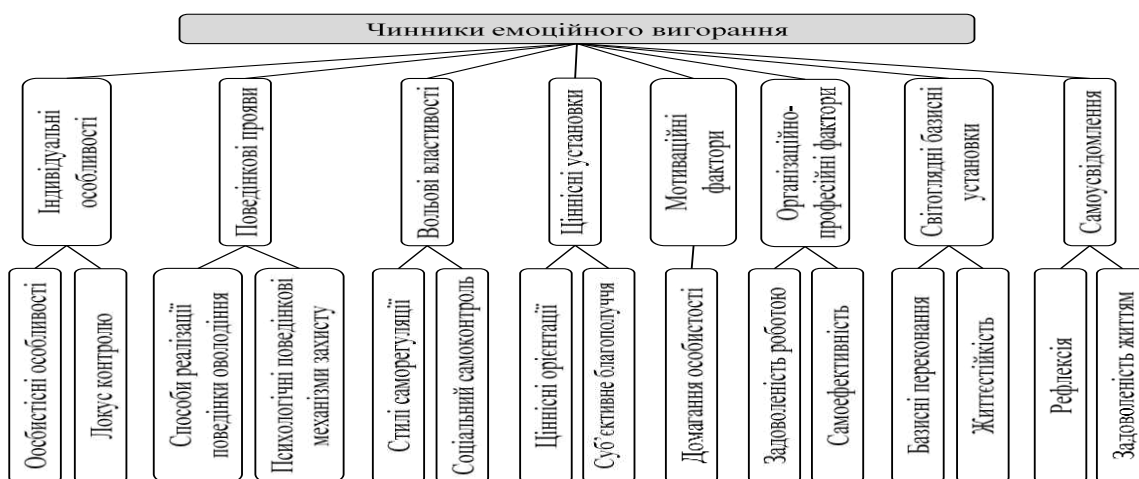 Чинники емоційного вигорання
Індивідуальні
особливості
Поведінкові прояви
Вольові властивості
Ціннісні установки
Мотиваційні
фактори
Організаційно-
професійні фактори
Світоглядні базисні
установки
Самоусвідомлення
Оособистісні особливості
Локус контролю
Способи реалізації
поведінки оволодіння
Психологічні поведінкові
механізми захисту
Стилі саморегуляції
Соціальний самоконтроль
Ціннісні орієнтації
Суб’єктивне благополуччя
Домагання особистості
Задоволеність роботою
Самоефективність
Базисні переконання
Життєстійкість
Рефлексія
Задоволеність життям